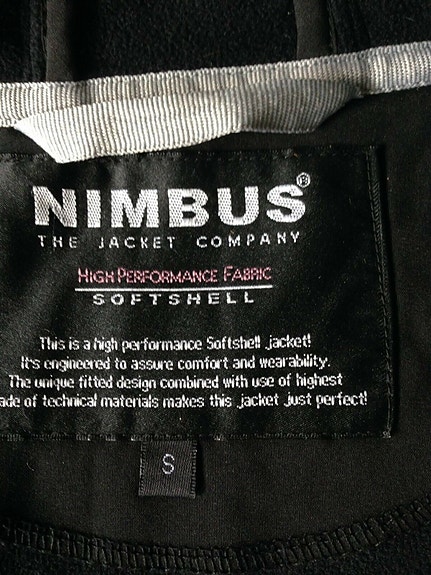 NIMBUS®
THE JACKET COMPANY
HIGH PERFORMANCE FABRIC
SOFTSHELL
This is a high performance Softshell jacket!
It's engineered to assure comfort and wearability.
The unique fitted design combined with use of highest
ade of technical materials makes this jacket just perfect!
S